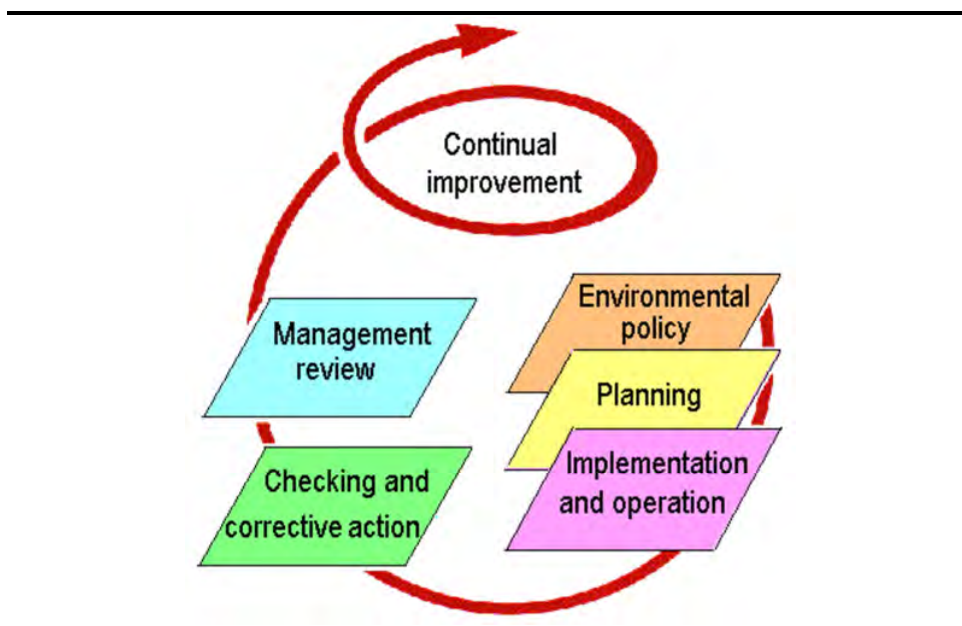 Continual
improvement
Environmental
policy
Planning
Implementation
and operation
Checking and
corrective action
Management
review